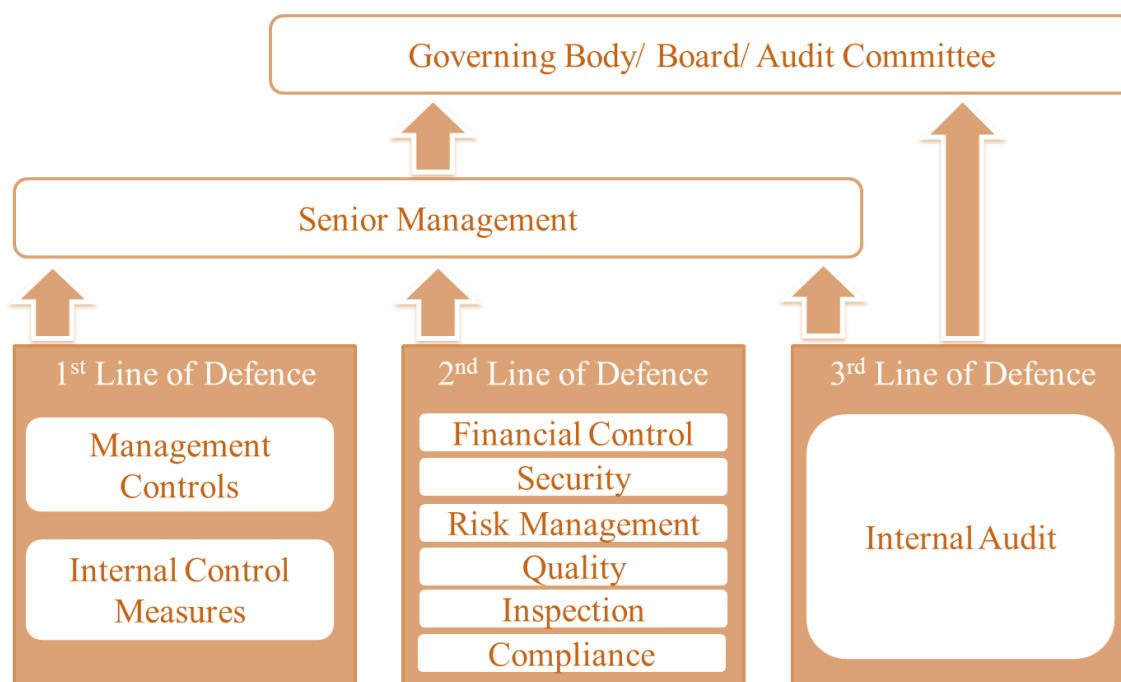 Governing Body/ Board/ Audit Committee
Senior Management
1st Line of Defence
Management
Controls
Internal Control
Measures
2nd Line of Defence
Financial Control
Security
Risk Management
Quality
Inspection
Compliance
3rd Line of Defence
Internal Audit